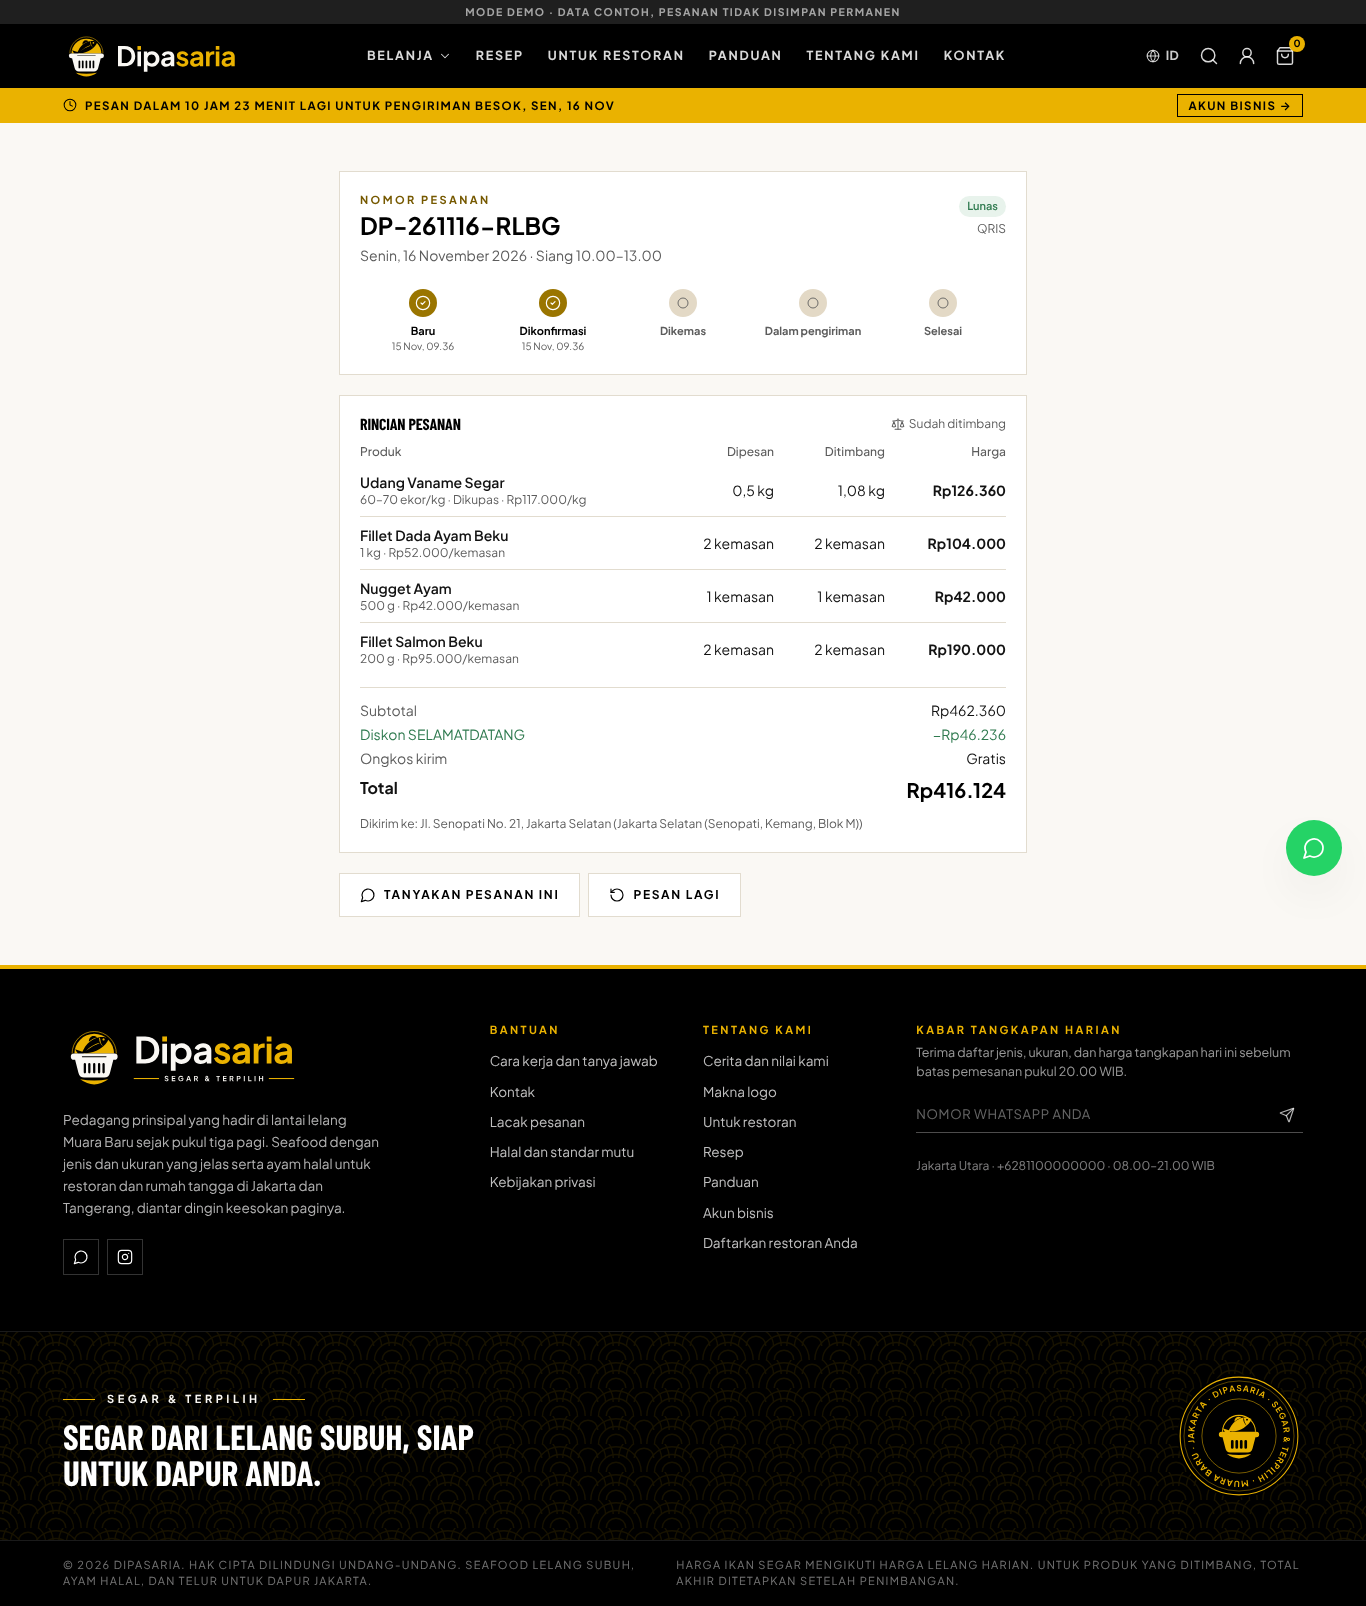 MODE DEMO · DATA CONTOH, PESANAN TIDAK DISIMPAN PERMANEN
Dipasaria
BELANJA
RESEP
UNTUK RESTORAN
PANDUAN
TENTANG KAMI
KONTAK
ID
0
PESAN DALAM 10 JAM 23 MENIT LAGI UNTUK PENGIRIMAN BESOK, SEN, 16 NOV
AKUN BISNIS →
NOMOR PESANAN
DP-261116-RLBG
Senin, 16 November 2026 · Siang 10.00–13.00
Lunas
QRIS
Baru
15 Nov, 09.36
Dikonfirmasi
15 Nov, 09.36
Dikemas
Dalam pengiriman
Selesai
RINCIAN PESANAN
Sudah ditimbang
Produk Dipesan Ditimbang Harga
Udang Vaname Segar
60–70 ekor/kg · Dikupas · Rp117.000/kg
0,5 kg 1,08 kg Rp126.360
Fillet Dada Ayam Beku
1 kg · Rp52.000/kemasan
2 kemasan 2 kemasan Rp104.000
Nugget Ayam
500 g · Rp42.000/kemasan
1 kemasan 1 kemasan Rp42.000
Fillet Salmon Beku
200 g · Rp95.000/kemasan
2 kemasan 2 kemasan Rp190.000
Subtotal Rp462.360
Diskon SELAMATDATANG −Rp46.236
Ongkos kirim Gratis
Total Rp416.124
Dikirim ke: Jl. Senopati No. 21, Jakarta Selatan (Jakarta Selatan (Senopati, Kemang, Blok M))
TANYAKAN PESANAN INI
PESAN LAGI
Dipasaria
SEGAR & TERPILIH
Pedagang prinsipal yang hadir di lantai lelang
Muara Baru sejak pukul tiga pagi. Seafood dengan
jenis dan ukuran yang jelas serta ayam halal untuk
restoran dan rumah tangga di Jakarta dan
Tangerang, diantar dingin keesokan paginya.
BANTUAN
Cara kerja dan tanya jawab
Kontak
Lacak pesanan
Halal dan standar mutu
Kebijakan privasi
TENTANG KAMI
Cerita dan nilai kami
Makna logo
Untuk restoran
Resep
Panduan
Akun bisnis
Daftarkan restoran Anda
KABAR TANGKAPAN HARIAN
Terima daftar jenis, ukuran, dan harga tangkapan hari ini sebelum
batas pemesanan pukul 20.00 WIB.
NOMOR WHATSAPP ANDA
Jakarta Utara · +6281100000000 · 08.00–21.00 WIB
SEGAR & TERPILIH
SEGAR DARI LELANG SUBUH, SIAP
UNTUK DAPUR ANDA.
DIPASARIA · SEGAR & TERPILIH · MUARA BARU · JAKARTA ·
© 2026 DIPASARIA. HAK CIPTA DILINDUNGI UNDANG-UNDANG. SEAFOOD LELANG SUBUH,
AYAM HALAL, DAN TELUR UNTUK DAPUR JAKARTA.
HARGA IKAN SEGAR MENGIKUTI HARGA LELANG HARIAN. UNTUK PRODUK YANG DITIMBANG, TOTAL
AKHIR DITETAPKAN SETELAH PENIMBANGAN.